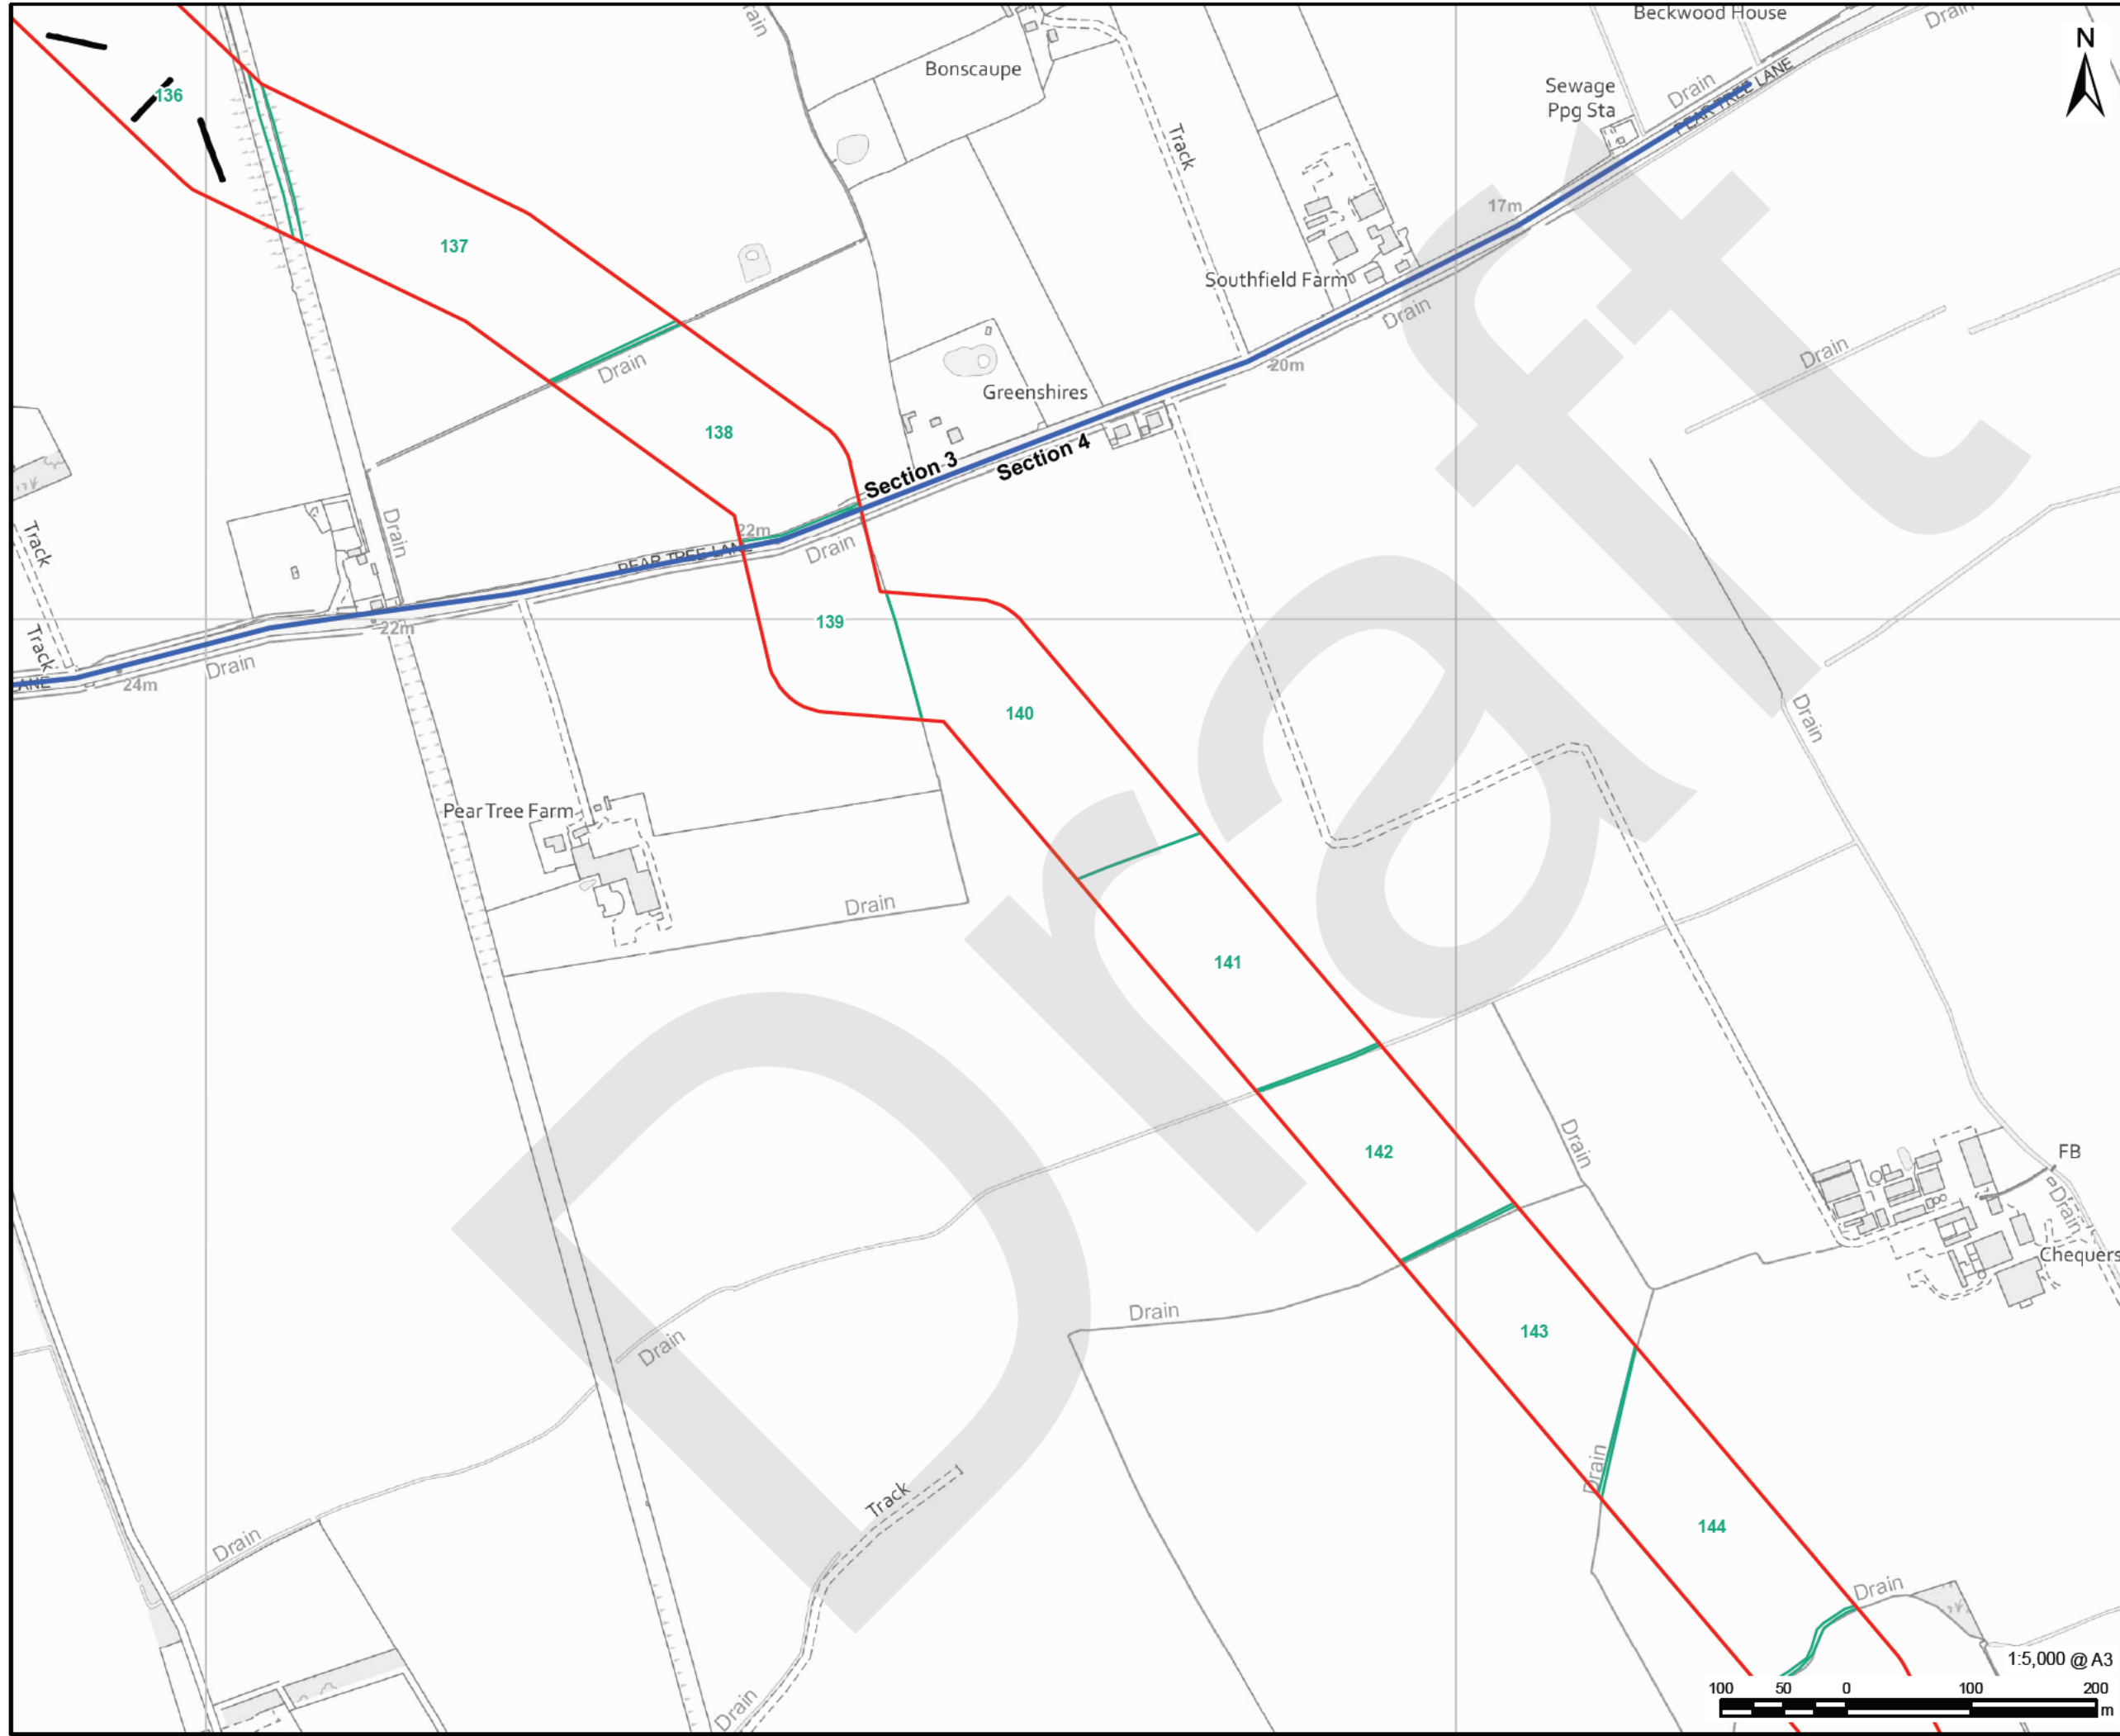 Drain
Drain
Beckwood House
N
Bonscaupe
Sewage
Ppg Sta
Drain
PEAR TREE LANE
136
Track
17m
137
Southfield Farm
Drain
Drain
20m
Drain
Greenshires
138
Section 3
Section 4
Track
Drain
22m
PEAR TREE LANE
Drain
139
22m
Track
Drain
24m
LANE
140
Drain
Pear Tree Farm
Drain
141
Drain
142
FB
Drain
Chequers
Drain
143
Drain
Drain
Track
144
Drain
Drain
Drain
1:5,000 @ A3
100 50 0 100 200
m
Draft